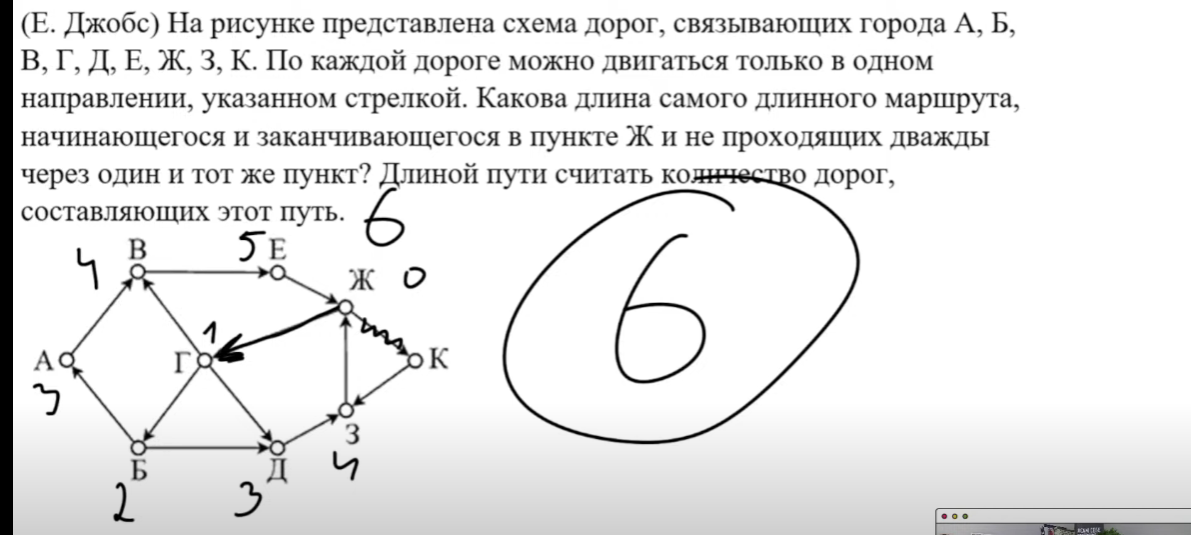 (Е. Джобс) На рисунке представлена схема дорог, связывающих города А, Б,
В, Г, Д, Е, Ж, З, К. По каждой дороге можно двигаться только в одном
направлении, указанном стрелкой. Какова длина самого длинного маршрута,
начинающегося и заканчивающегося в пункте Ж и не проходящих дважды
через один и тот же пункт? Длиной пути считать количество дорог,
составляющих этот путь. 6
4 В 5 Е
Ж 0
6
1
А Г К
3
З
Б Д 4
2 3